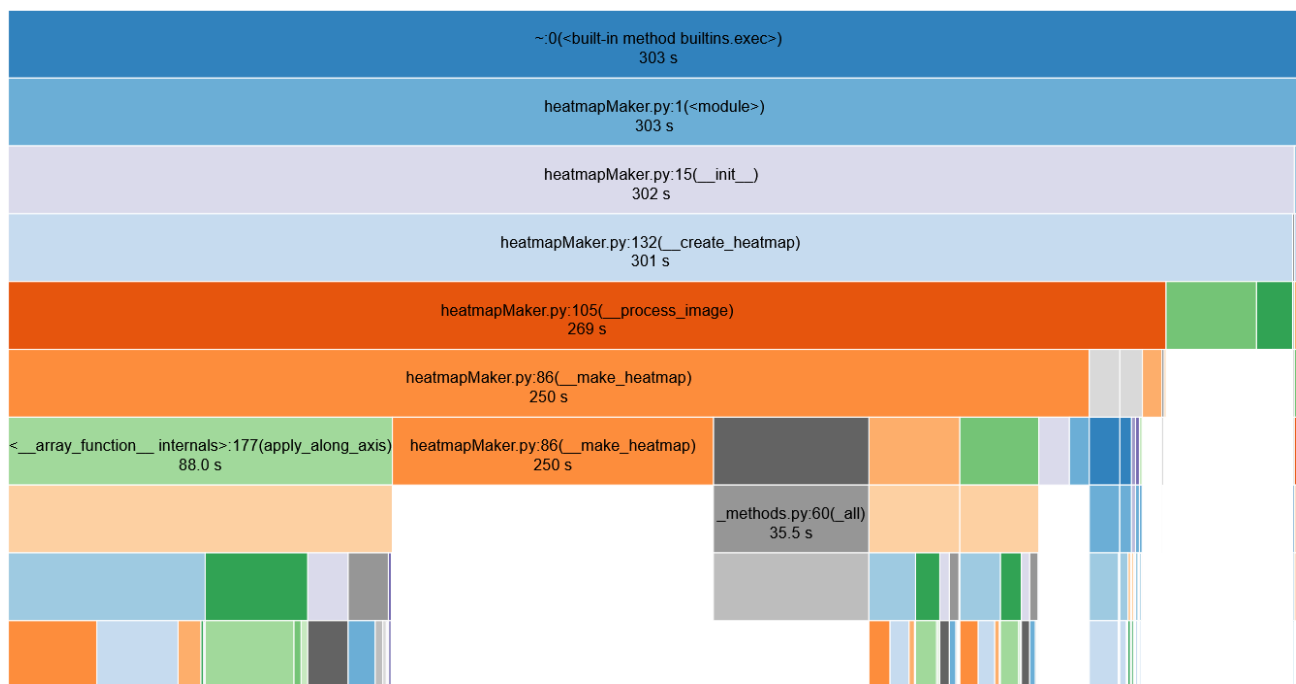 ~:0(<built-in method builtins.exec>)
303 s
heatmapMaker.py:1(<module>)
303 s
heatmapMaker.py:15(__init__)
302 s
heatmapMaker.py:132(__create_heatmap)
301 s
heatmapMaker.py:105(__process_image)
269 s
heatmapMaker.py:86(__make_heatmap)
250 s
<__array_function__ internals>:177(apply_along_axis)
88.0 s
heatmapMaker.py:86(__make_heatmap)
250 s
_methods.py:60(_all)
35.5 s